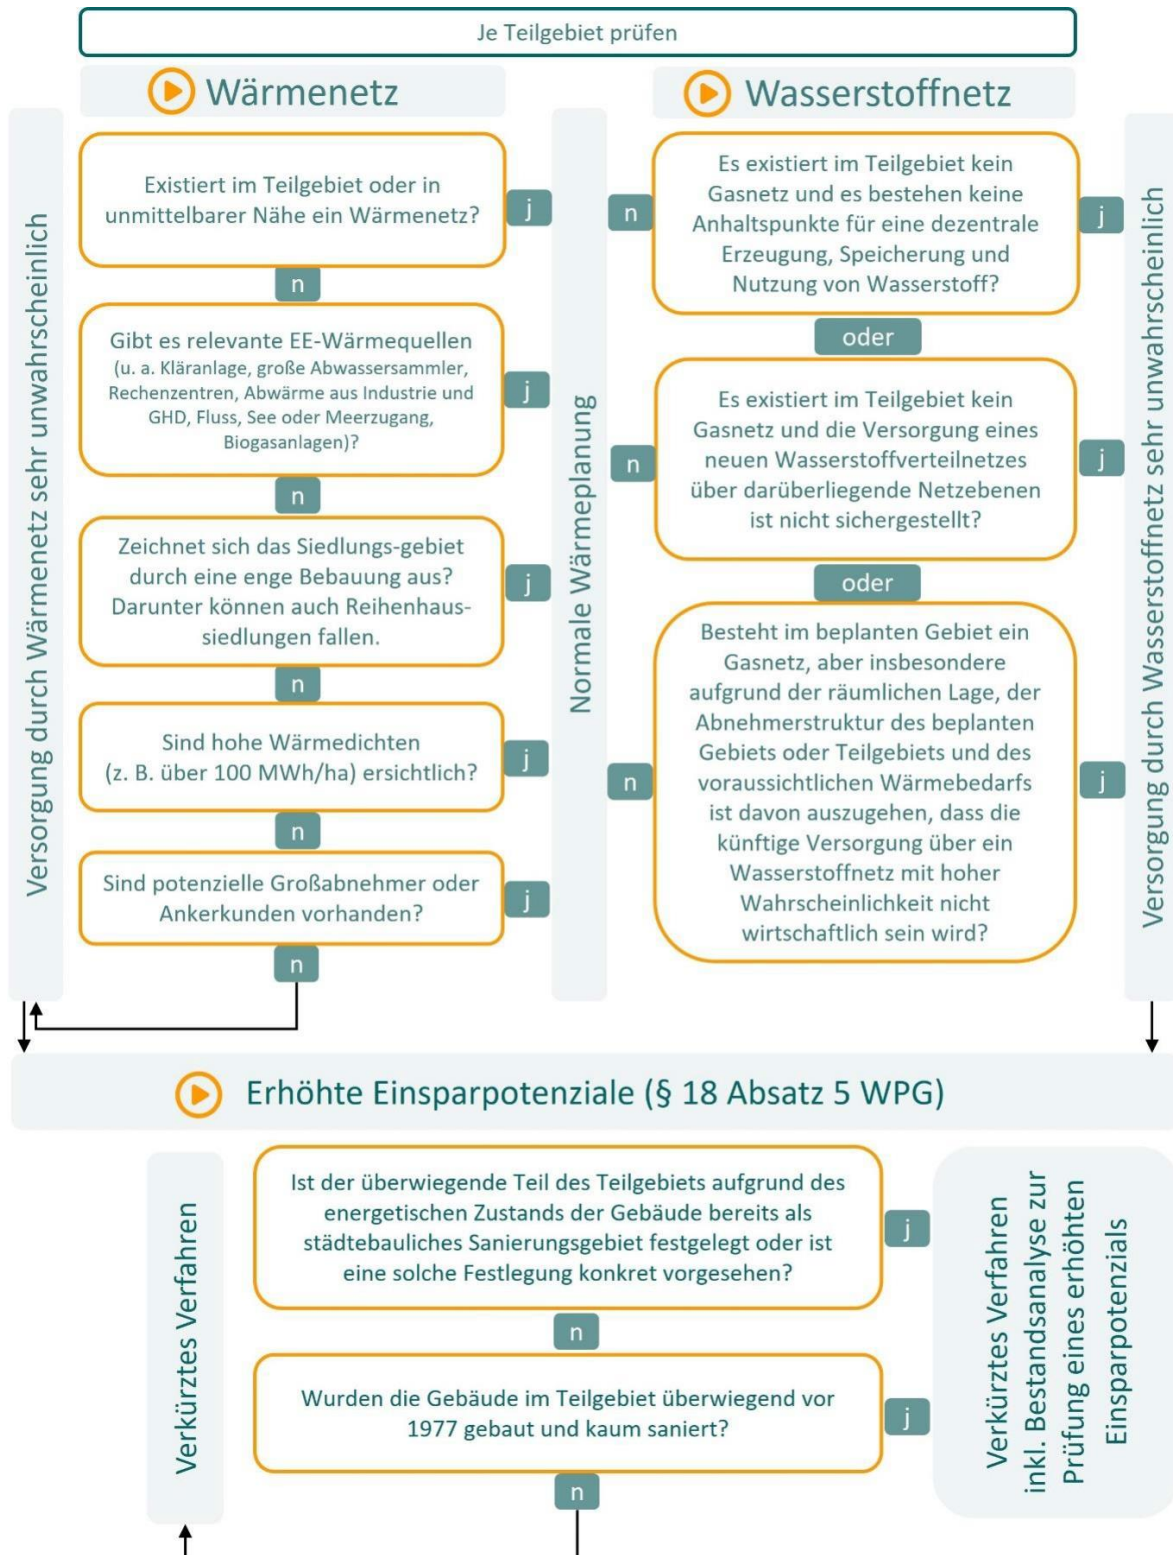 Je Teilgebiet prüfen
Wärmenetz
Versorgung durch Wärmenetz sehr unwahrscheinlich
Existiert im Teilgebiet oder in
unmittelbarer Nähe ein Wärmenetz?
j
n
Gibt es relevante EE-Wärmequellen
(u. a. Kläranlage, große Abwassersammler,
Rechenzentren, Abwärme aus Industrie und
GHD, Fluss, See oder Meerzugang,
Biogasanlagen)?
j
n
Zeichnet sich das Siedlungs-gebiet
durch eine enge Bebauung aus?
Darunter können auch Reihenhaus-
siedlungen fallen.
j
n
Sind hohe Wärmedichten
(z. B. über 100 MWh/ha) ersichtlich?
j
n
Sind potenzielle Großabnehmer oder
Ankerkunden vorhanden?
j
n
Normale Wärmeplanung
Wasserstoffnetz
n
Es existiert im Teilgebiet kein
Gasnetz und es bestehen keine
Anhaltspunkte für eine dezentrale
Erzeugung, Speicherung und
Nutzung von Wasserstoff?
j
oder
n
Es existiert im Teilgebiet kein
Gasnetz und die Versorgung eines
neuen Wasserstoffverteilnetzes
über darüberliegende Netzebenen
ist nicht sichergestellt?
j
oder
n
Besteht im beplanten Gebiet ein
Gasnetz, aber insbesondere
aufgrund der räumlichen Lage, der
Abnehmerstruktur des beplanten
Gebiets oder Teilgebiets und des
voraussichtlichen Wärmebedarfs
ist davon auszugehen, dass die
künftige Versorgung über ein
Wasserstoffnetz mit hoher
Wahrscheinlichkeit nicht
wirtschaftlich sein wird?
j
Versorgung durch Wasserstoffnetz sehr unwahrscheinlich
Erhöhte Einsparpotenziale (§ 18 Absatz 5 WPG)
Verkürztes Verfahren
Ist der überwiegende Teil des Teilgebiets aufgrund des
energetischen Zustands der Gebäude bereits als
städtebauliches Sanierungsgebiet festgelegt oder ist
eine solche Festlegung konkret vorgesehen?
j
n
Wurden die Gebäude im Teilgebiet überwiegend vor
1977 gebaut und kaum saniert?
j
n
Verkürztes Verfahren
inkl. Bestandsanalyse zur
Prüfung eines erhöhten
Einsparpotenzials